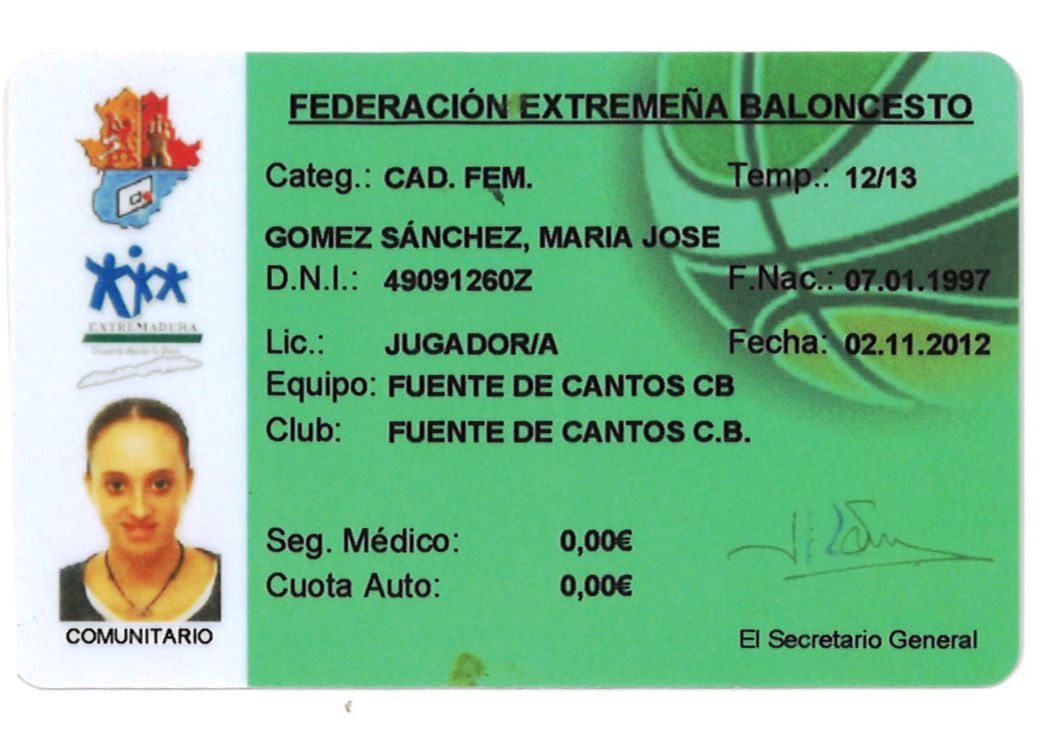 FEDERACIÓN EXTREMEÑA BALONCESTO
Categ.: CAD. FEM. Temp.: 12/13
GOMEZ SÁNCHEZ, MARIA JOSE
D.N.I.: 49091260Z F.Nac.: 07.01.1997
Lic.: JUGADOR/A Fecha: 02.11.2012
Equipo: FUENTE DE CANTOS CB
Club: FUENTE DE CANTOS C.B.
Seg. Médico: 0,00€
Cuota Auto: 0,00€
El Secretario General
EXTREMADURA
COMUNITARIO